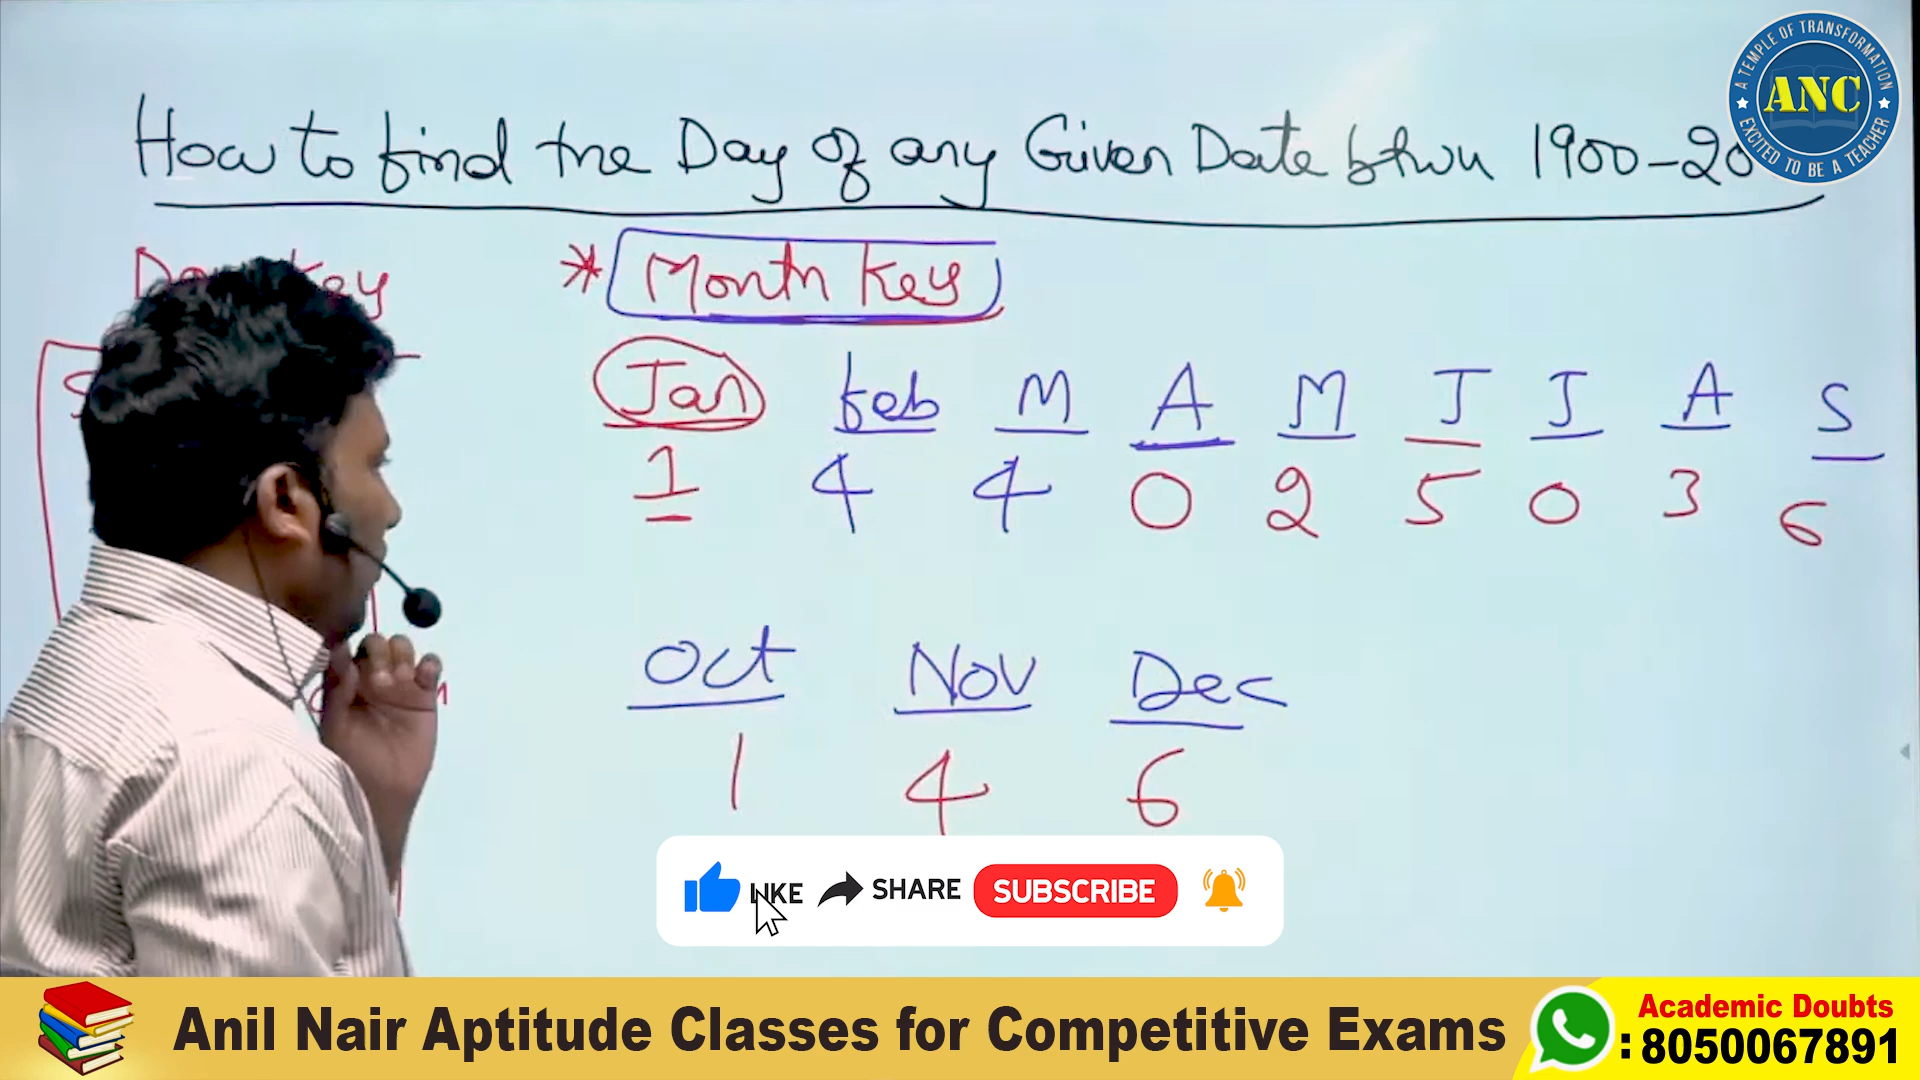 How to find the Day of any Given Date btwn 1900-20
A TEMPLE OF TRANSFORMATION
ANC
EXCITED TO BE A TEACHER
Key
* Month Key
Jan Feb M A M J J A S
1 4 4 0 2 5 0 3 6
Oct Nov Dec
1 4 6
LIKE SHARE SUBSCRIBE
Anil Nair Aptitude Classes for Competitive Exams
Academic Doubts
: 8050067891